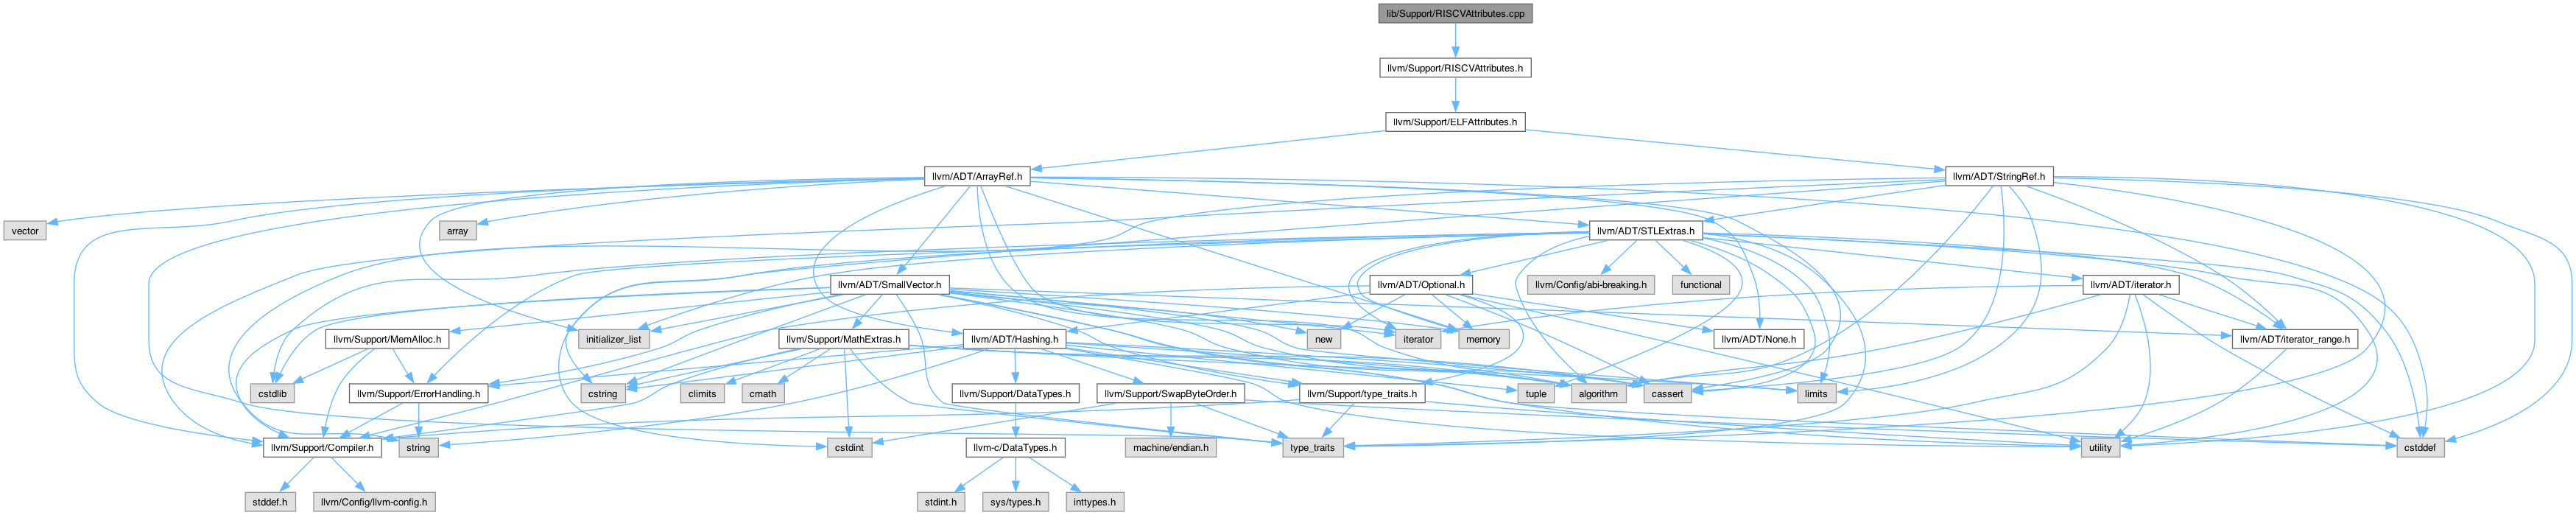 lib/Support/RISCVAttributes.cpp
llvm/Support/RISCVAttributes.h
llvm/Support/ELFAttributes.h
llvm/ADT/ArrayRef.h
llvm/ADT/StringRef.h
vector
array
llvm/ADT/STLExtras.h
llvm/ADT/SmallVector.h
llvm/ADT/Optional.h
llvm/Config/abi-breaking.h
functional
llvm/ADT/iterator.h
llvm/Support/MemAlloc.h
initializer_list
llvm/Support/MathExtras.h
llvm/ADT/Hashing.h
new
iterator
memory
llvm/ADT/None.h
llvm/ADT/iterator_range.h
cstdlib
llvm/Support/ErrorHandling.h
cstring
climits
cmath
llvm/Support/DataTypes.h
llvm/Support/SwapByteOrder.h
llvm/Support/type_traits.h
tuple
algorithm
cassert
limits
llvm/Support/Compiler.h
string
cstdint
llvm-c/DataTypes.h
machine/endian.h
type_traits
utility
cstddef
stddef.h
llvm/Config/llvm-config.h
stdint.h
sys/types.h
inttypes.h